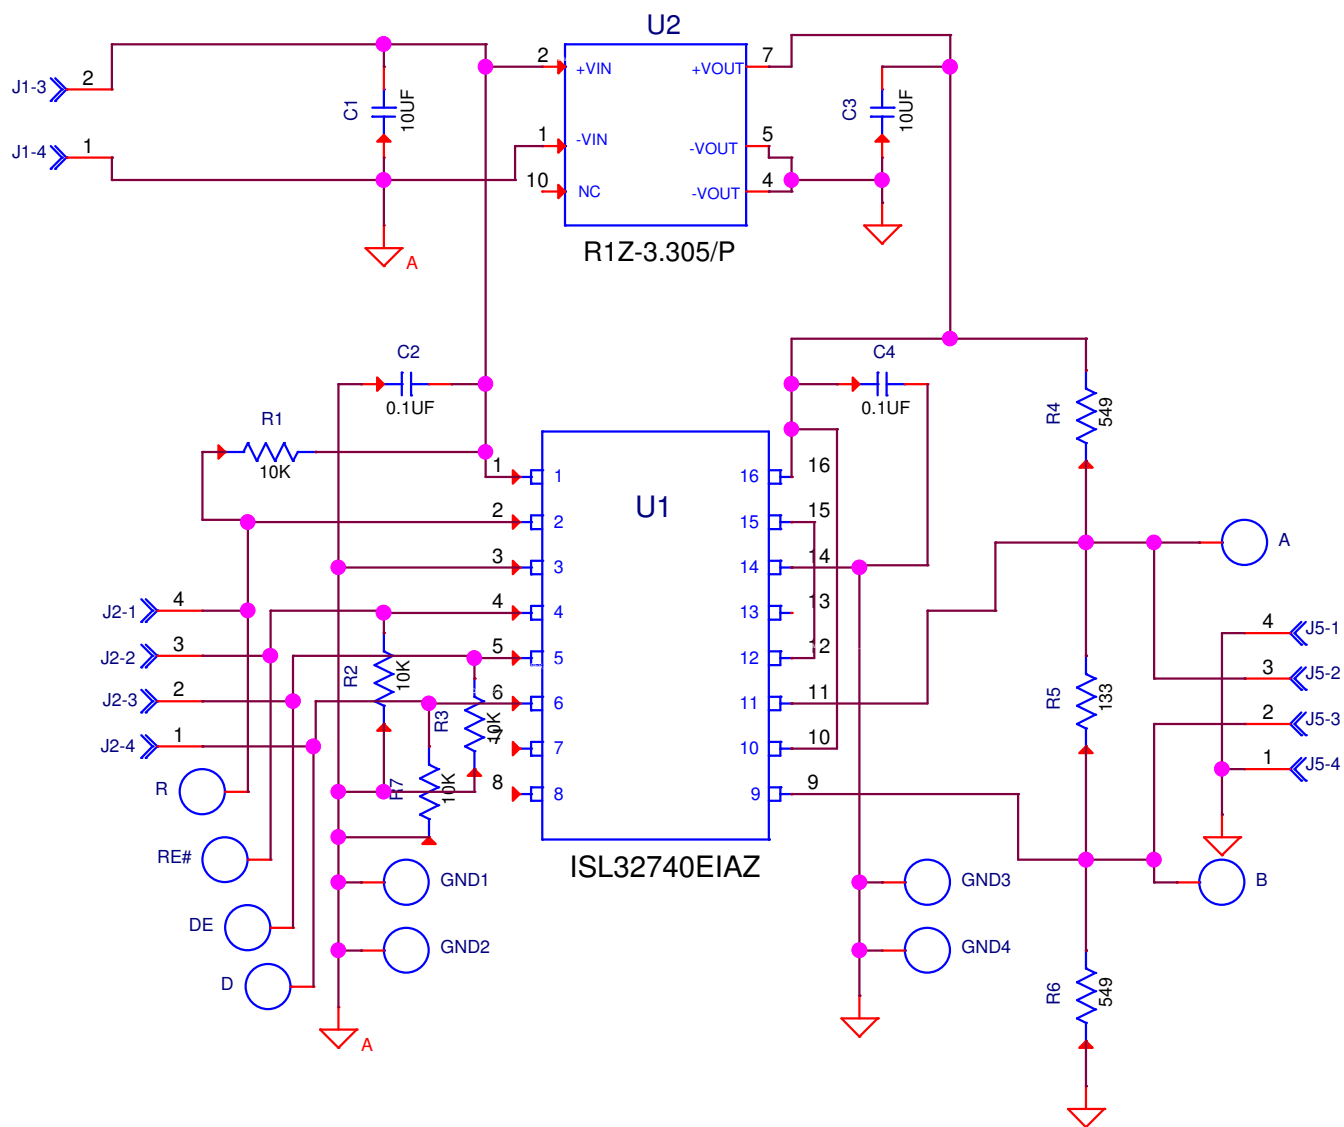 U2
J1-3 2
C1
10UF
2 +VIN
+VOUT 7
C3
10UF
J1-4 1
1 -VIN
-VOUT 5
10 NC
-VOUT 4
A
R1Z-3.305/P
C2
0.1UF
C4
0.1UF
R1
10K
R4
549
U1
1 1
2 2
3 3
4 4
5 5
6 6
7 7
8 8
16 16
15 15
14 14
13 13
12 12
11 11
10 10
9 9
ISL32740EIAZ
J2-1 4
J2-2 3
J2-3 2
J2-4 1
R2
10K
R3
10K
R7
10K
R
RE#
DE
D
GND1
GND2
A
GND3
GND4
R5
133
R6
549
A
4 J5-1
3 J5-2
2 J5-3
1 J5-4
B